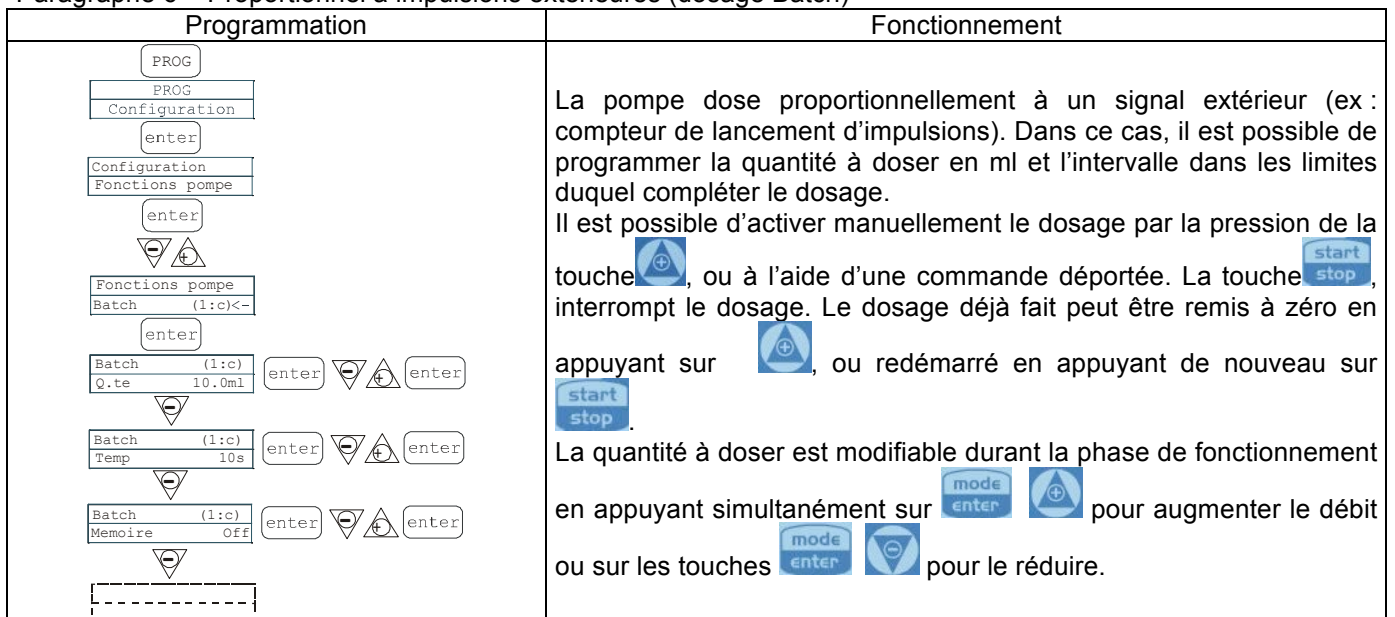 Paragraphe 6 – Proportionnel à impulsions extérieures (dosage Batch)
Programmation
PROG
PROG
Configuration
enter
Configuration
Fonctions pompe
enter
Fonctions pompe
Batch (1:c)<-
enter
Batch (1:c)
Q.te 10.0ml
enter
enter
Batch (1:c)
Temp 10s
enter
enter
Batch (1:c)
Memoire Off
enter
enter
Fonctionnement
La pompe dose proportionnellement à un signal extérieur (ex :
compteur de lancement d’impulsions). Dans ce cas, il est possible de
programmer la quantité à doser en ml et l’intervalle dans les limites
duquel compléter le dosage.
Il est possible d’activer manuellement le dosage par la pression de la
touche + , ou à l’aide d’une commande déportée. La touche start stop ,
interrompt le dosage. Le dosage déjà fait peut être remis à zéro en
appuyant sur + , ou redémarré en appuyant de nouveau sur
start stop .
La quantité à doser est modifiable durant la phase de fonctionnement
en appuyant simultanément sur mode enter + pour augmenter le débit
ou sur les touches mode enter - pour le réduire.